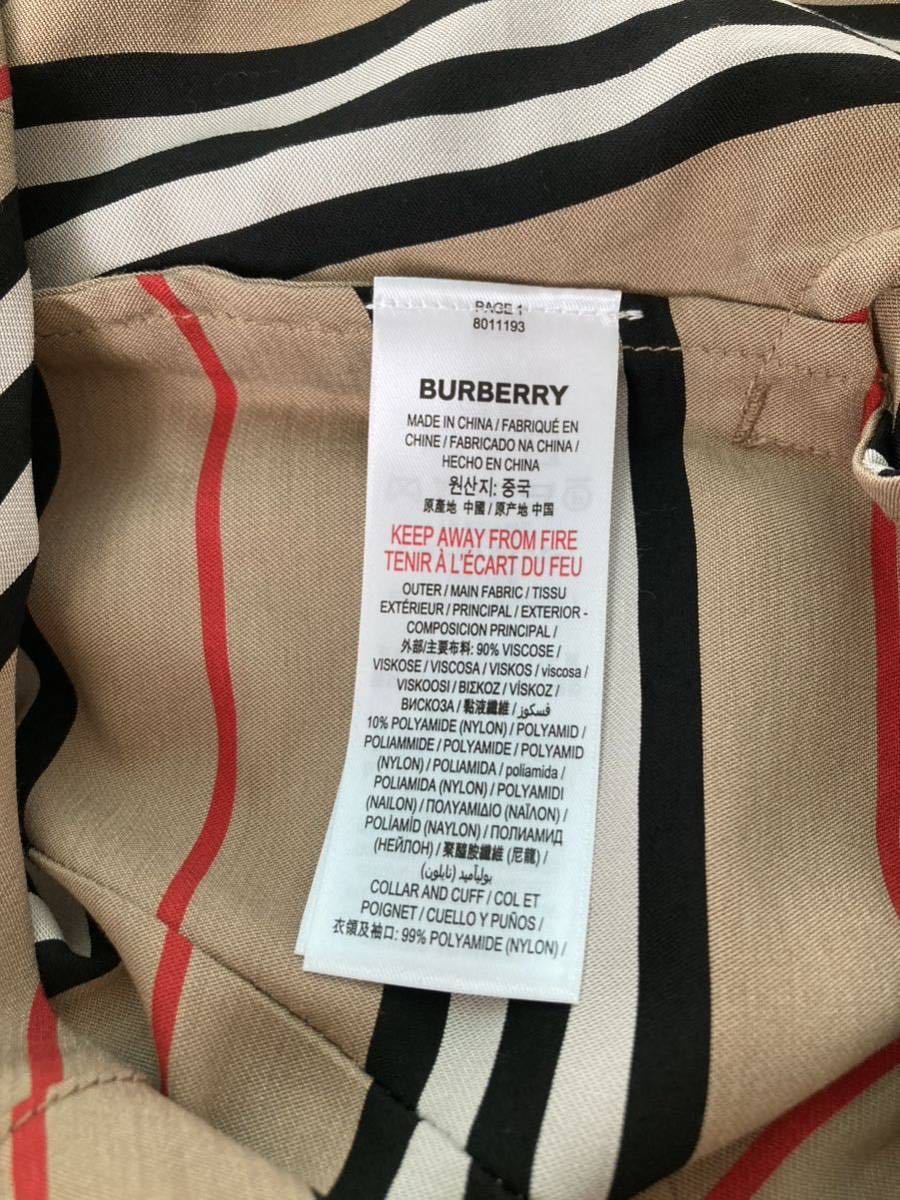 PAGE 1
8011193
BURBERRY
MADE IN CHINA / FABRIQUÉ EN
CHINE / FABRICADO NA CHINA /
HECHO EN CHINA
원산지: 중국
原產地 中國 / 原产地 中国
KEEP AWAY FROM FIRE
TENIR À L'ÉCART DU FEU
OUTER / MAIN FABRIC / TISSU
EXTÉRIEUR / PRINCIPAL / EXTERIOR -
COMPOSICION PRINCIPAL /
外部/主要布料: 90% VISCOSE /
VISKOSE / VISCOSA / VISKOS / viscosa /
VISKOOSI / ΒΙΣΚΟΖ / VİSKOZ /
ВИСКОЗА / 黏液纖維 / فسكوز
10% POLYAMIDE (NYLON) / POLYAMID /
POLIAMMIDE / POLYAMIDE / POLYAMID
(NYLON) / POLIAMIDA / poliamida /
POLIAMIDA (NYLON) / POLYAMIDI
(NAILON) / ΠΟΛΥΑΜΙΔΙΟ (ΝΑΪΛΟΝ) /
POLİAMİD (NAYLON) / ПОЛИАМИД
(НЕЙЛОН) / 聚醯胺纖維 (尼龍) /
بولیأمید (نایلون)
COLLAR AND CUFF / COL ET
POIGNET / CUELLO Y PUÑOS /
衣領及袖口: 99% POLYAMIDE (NYLON) /